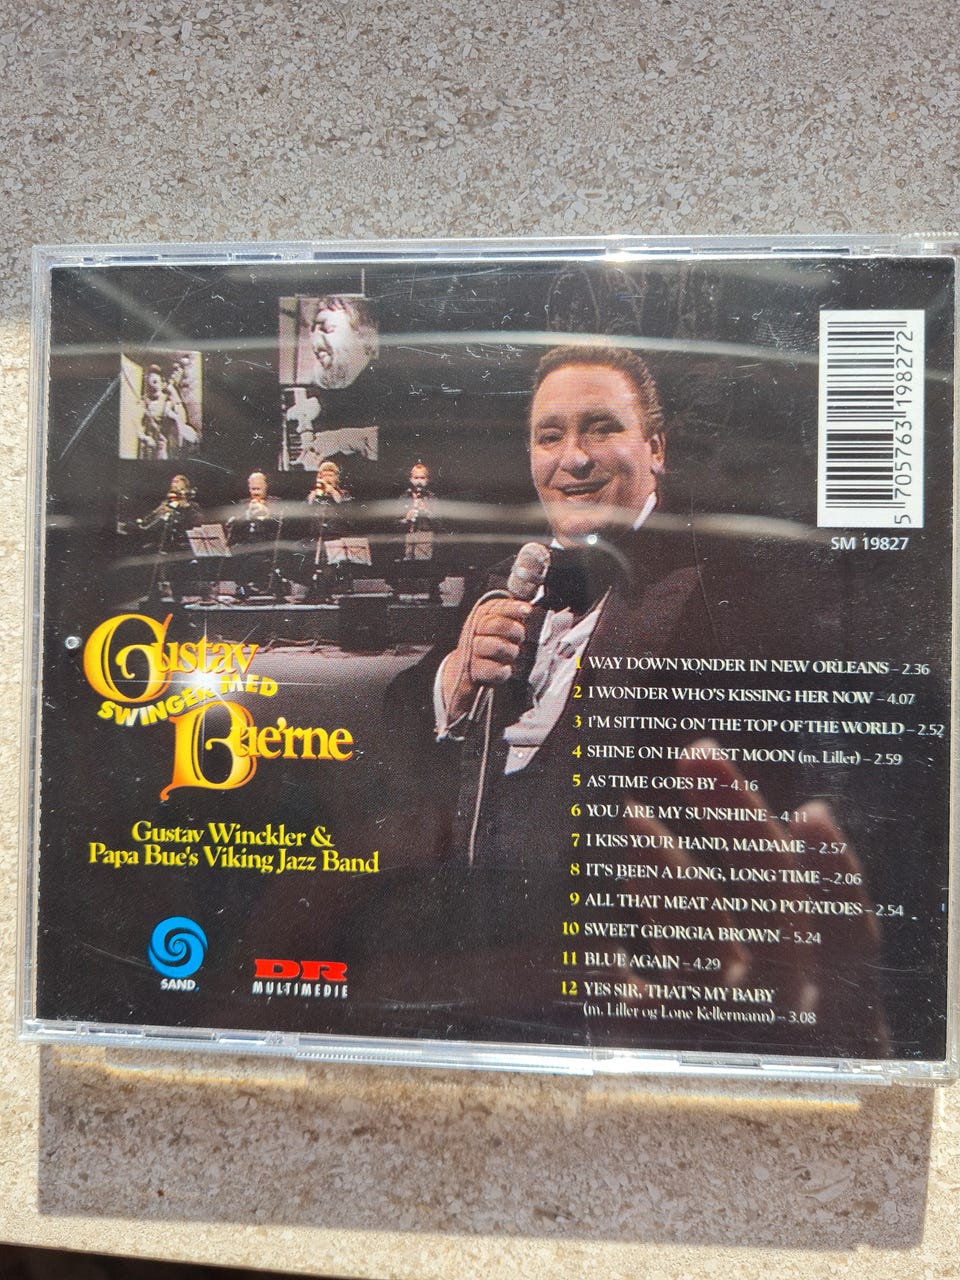 5 705763 198272
SM 19827
Gustav
SWINGER MED
Bue'rne
Gustav Winckler &
Papa Bue's Viking Jazz Band
SAND
DR
MULTIMEDIE
1 WAY DOWN YONDER IN NEW ORLEANS – 2.36
2 I WONDER WHO'S KISSING HER NOW – 4.07
3 I'M SITTING ON THE TOP OF THE WORLD – 2.52
4 SHINE ON HARVEST MOON (m. Liller) – 2.59
5 AS TIME GOES BY – 4.16
6 YOU ARE MY SUNSHINE – 4.11
7 I KISS YOUR HAND, MADAME – 2.57
8 IT'S BEEN A LONG, LONG TIME – 2.06
9 ALL THAT MEAT AND NO POTATOES – 2.54
10 SWEET GEORGIA BROWN – 5.24
11 BLUE AGAIN – 4.29
12 YES SIR, THAT'S MY BABY
(m. Liller og Lone Kellermann) – 3.08